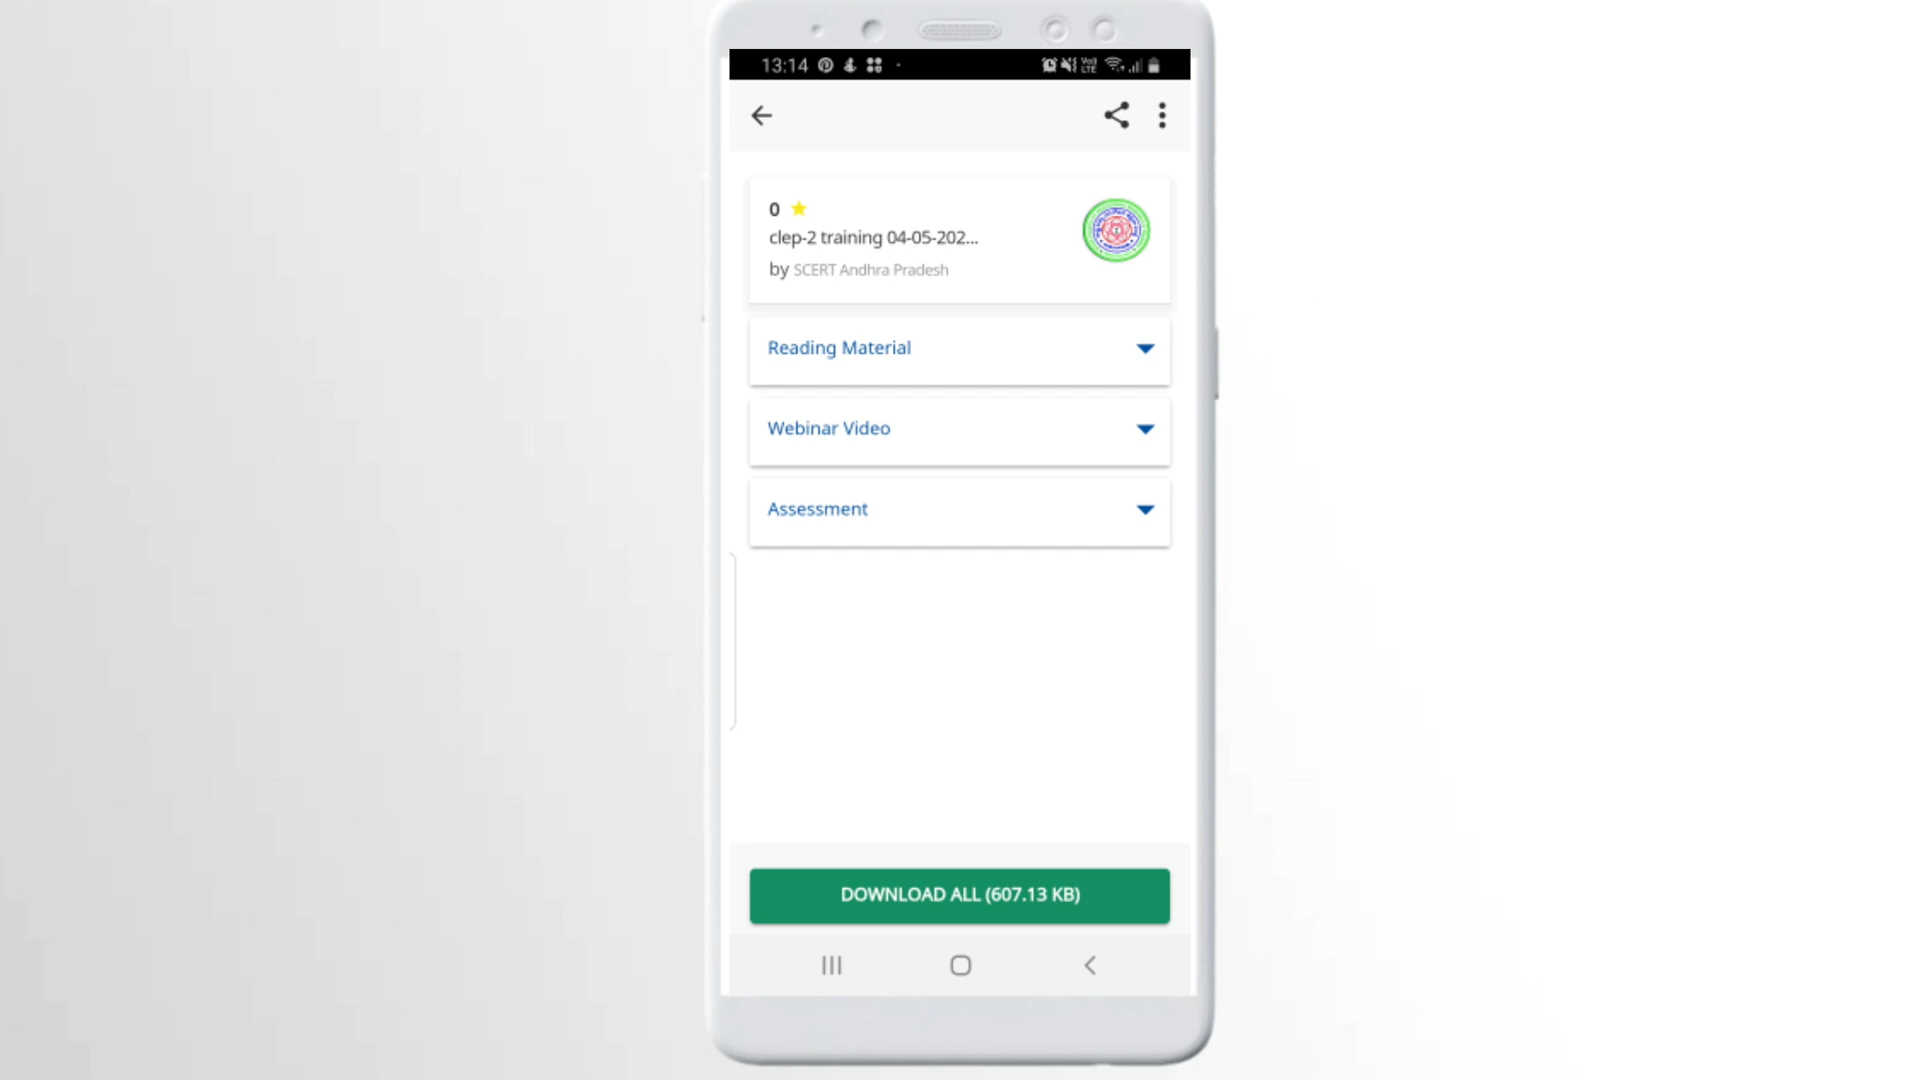 13:14
0
clep-2 training 04-05-202...
by SCERT Andhra Pradesh
Reading Material
Webinar Video
Assessment
DOWNLOAD ALL (607.13 KB)